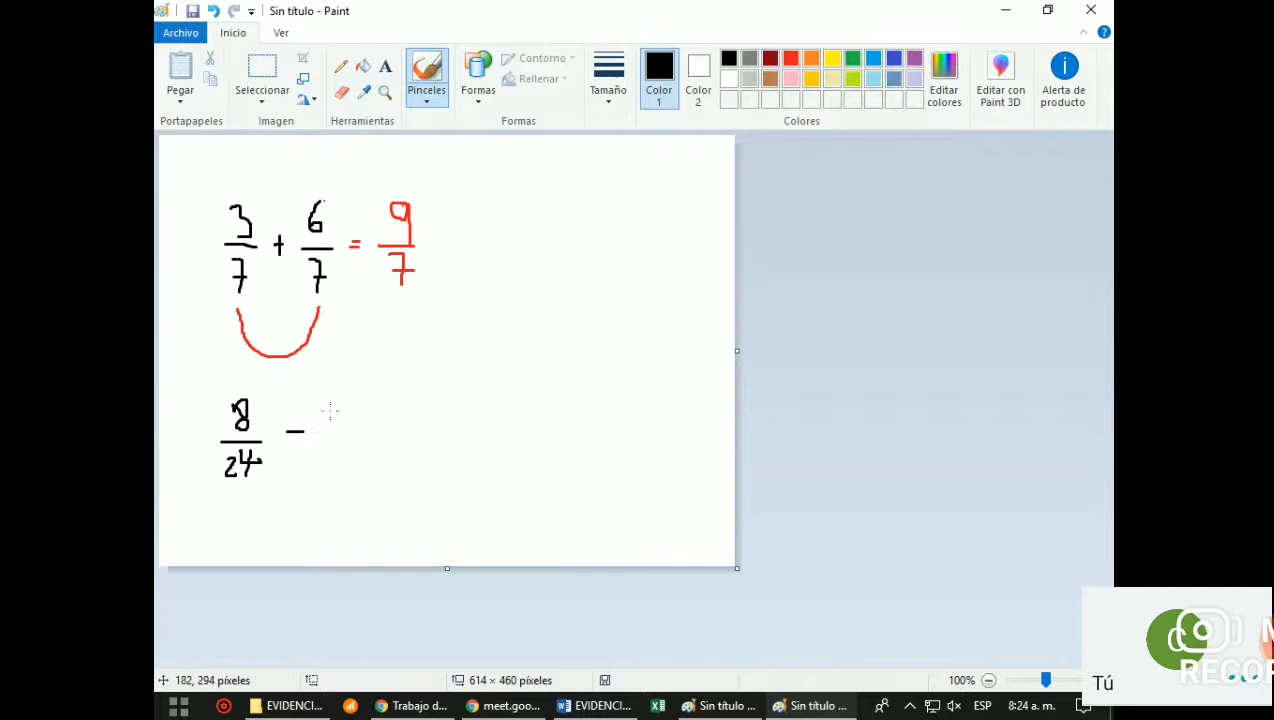 Sin título - Paint
Archivo Inicio Ver
Pegar Seleccionar Pinceles Formas Contorno Rellenar Tamaño Color 1 Color 2 Editar colores Editar con Paint 3D Alerta de producto
Portapapeles Imagen Herramientas Formas Colores
3/7 + 6/7 = 9/7
8/24 -
182, 294 píxeles 614 × 460 píxeles 100%
C
RECOR
Tú
EVIDENCI... Trabajo d... meet.goo... EVIDENCI... Sin título ... Sin título ... ESP 8:24 a. m.